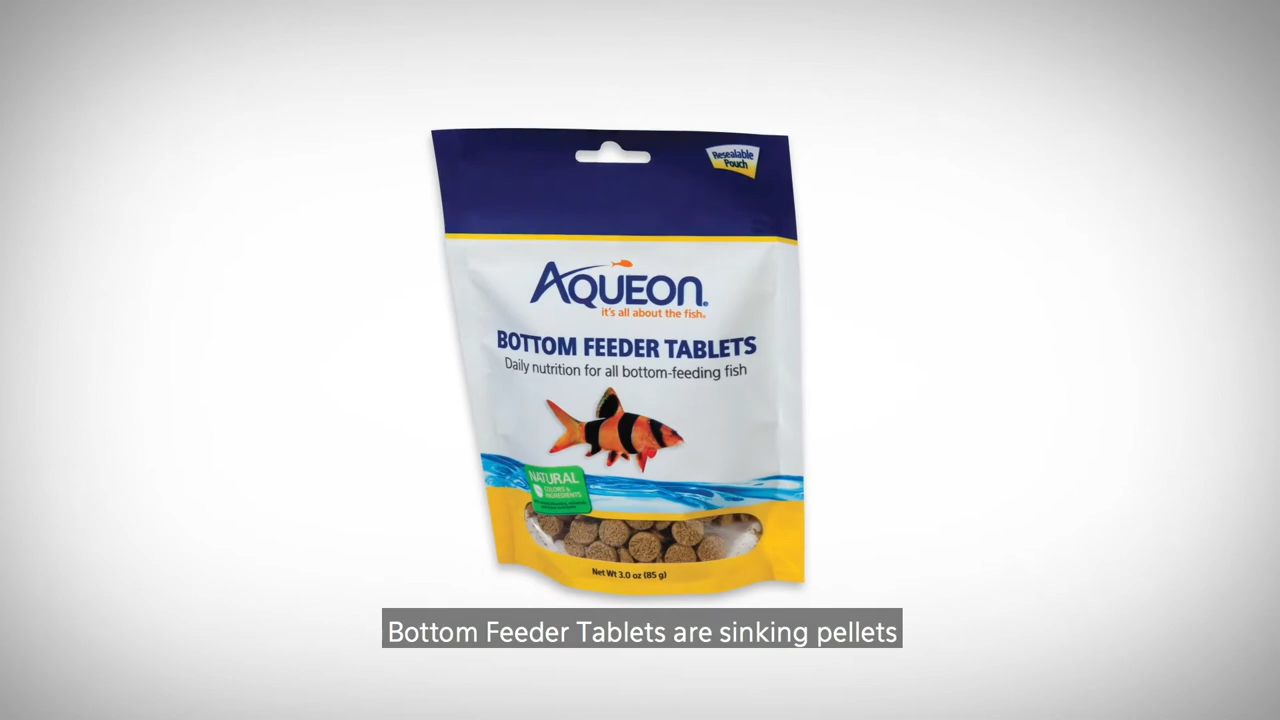 Resealable
Pouch
AQUEON
it's all about the fish.
BOTTOM FEEDER TABLETS
Daily nutrition for all bottom-feeding fish
NATURAL
COLORS &
INGREDIENTS
Net Wt 3.0 oz (85 g)
Bottom Feeder Tablets are sinking pellets